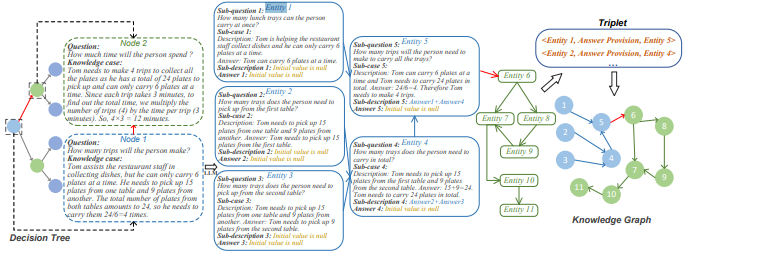 Node 2
Question:
How much time will the person spend ?
Knowledge case:
Tom needs to make 4 trips to collect all
the plates as he has a total of 24 plates to
pick up and can only carry 6 plates at a
time. Since each trip takes 3 minutes, to
find out the total time, we multiply the
number of trips (4) by the time per trip (3
minutes). So, 4×3 = 12 minutes.
Node 1
Question:
How many trips will the person make?
Knowledge case:
Tom assists the restaurant staff in
collecting dishes, but he can only carry 6
plates at a time. He needs to pick up 15
plates from one table and 9 plates from
another. The total number of plates from
both tables amounts to 24, so he needs to
carry them 24/6=4 times.
Decision Tree
LLM
Sub-question 1: Entity 1
How many lunch trays can the person
carry at once?
Sub-case 1:
Description: Tom is helping the restaurant
staff collect dishes and he can only carry 6
plates at a time.
Answer: Tom can carry 6 plates at a time.
Sub-description 1: Initial value is null
Answer 1: Initial value is null
Sub-question 2: Entity 2
How many trays does the person need to
pick up from the first table?
Sub-case 2:
Description: Tom needs to pick up 15
plates from one table and 9 plates from
another. Answer: Tom needs to pick up 15
plates from the first table.
Sub-description 2: Initial value is null
Answer 2: Initial value is null
Sub-question 3: Entity 3
How many trays does the person need to
pick up from the second table?
Sub-case 3:
Description: Tom needs to pick up 15
plates from one table and 9 plates from
another. Answer: Tom needs to pick up 9
plates from the second table.
Sub-description 3: Initial value is null
Answer 3: Initial value is null
Sub-question 5: Entity 5
How many trips will the person need to
make to carry all the trays?
Sub-case 5:
Description: Tom can carry 6 plates at a
time and Tom needs to carry 24 plates in
total. Answer: 24/6=4. Therefore Tom
needs to make 4 trips.
Sub-description 5: Answer1+Answer4
Answer 5: Initial value is null
Sub-question 4: Entity 4
How many trays does the person need to
carry in total?
Sub-case 4:
Description: Tom needs to pick up 15
plates from the first table and 9 plates from
the second table. Answer: 15+9=24.
Tom needs to carry 24 plates in total.
Sub-description 4: Answer2+Answer3
Answer 4: Initial value is null
Entity 6
Entity 7
Entity 8
Entity 9
Entity 10
Entity 11
Triplet
<Entity 1, Answer Provision, Entity 5>
<Entity 2, Answer Provision, Entity 4>
...
1
2
3
5
4
6
8
7
9
10
11
Knowledge Graph